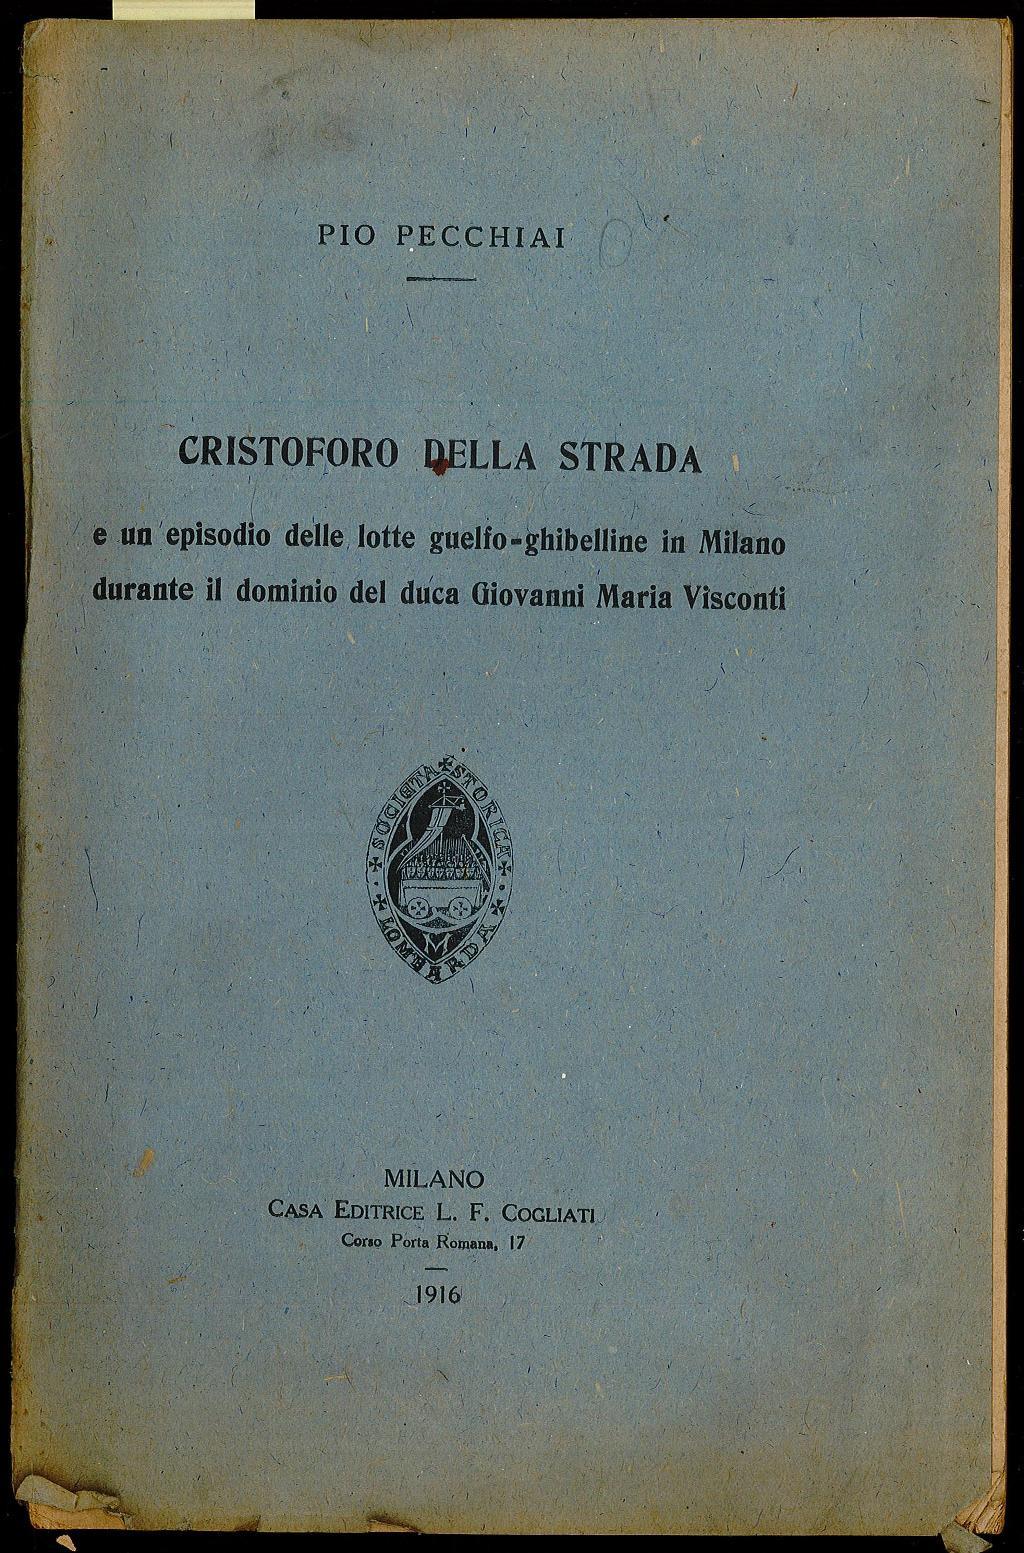 PIO PECCHIAI
CRISTOFORO DELLA STRADA
e un episodio delle lotte guelfo-ghibelline in Milano
durante il dominio del duca Giovanni Maria Visconti
SOCIETA STORICA
LOMBARDA
M
MILANO
CASA EDITRICE L. F. COGLIATI
Corso Porta Romana, 17
1916